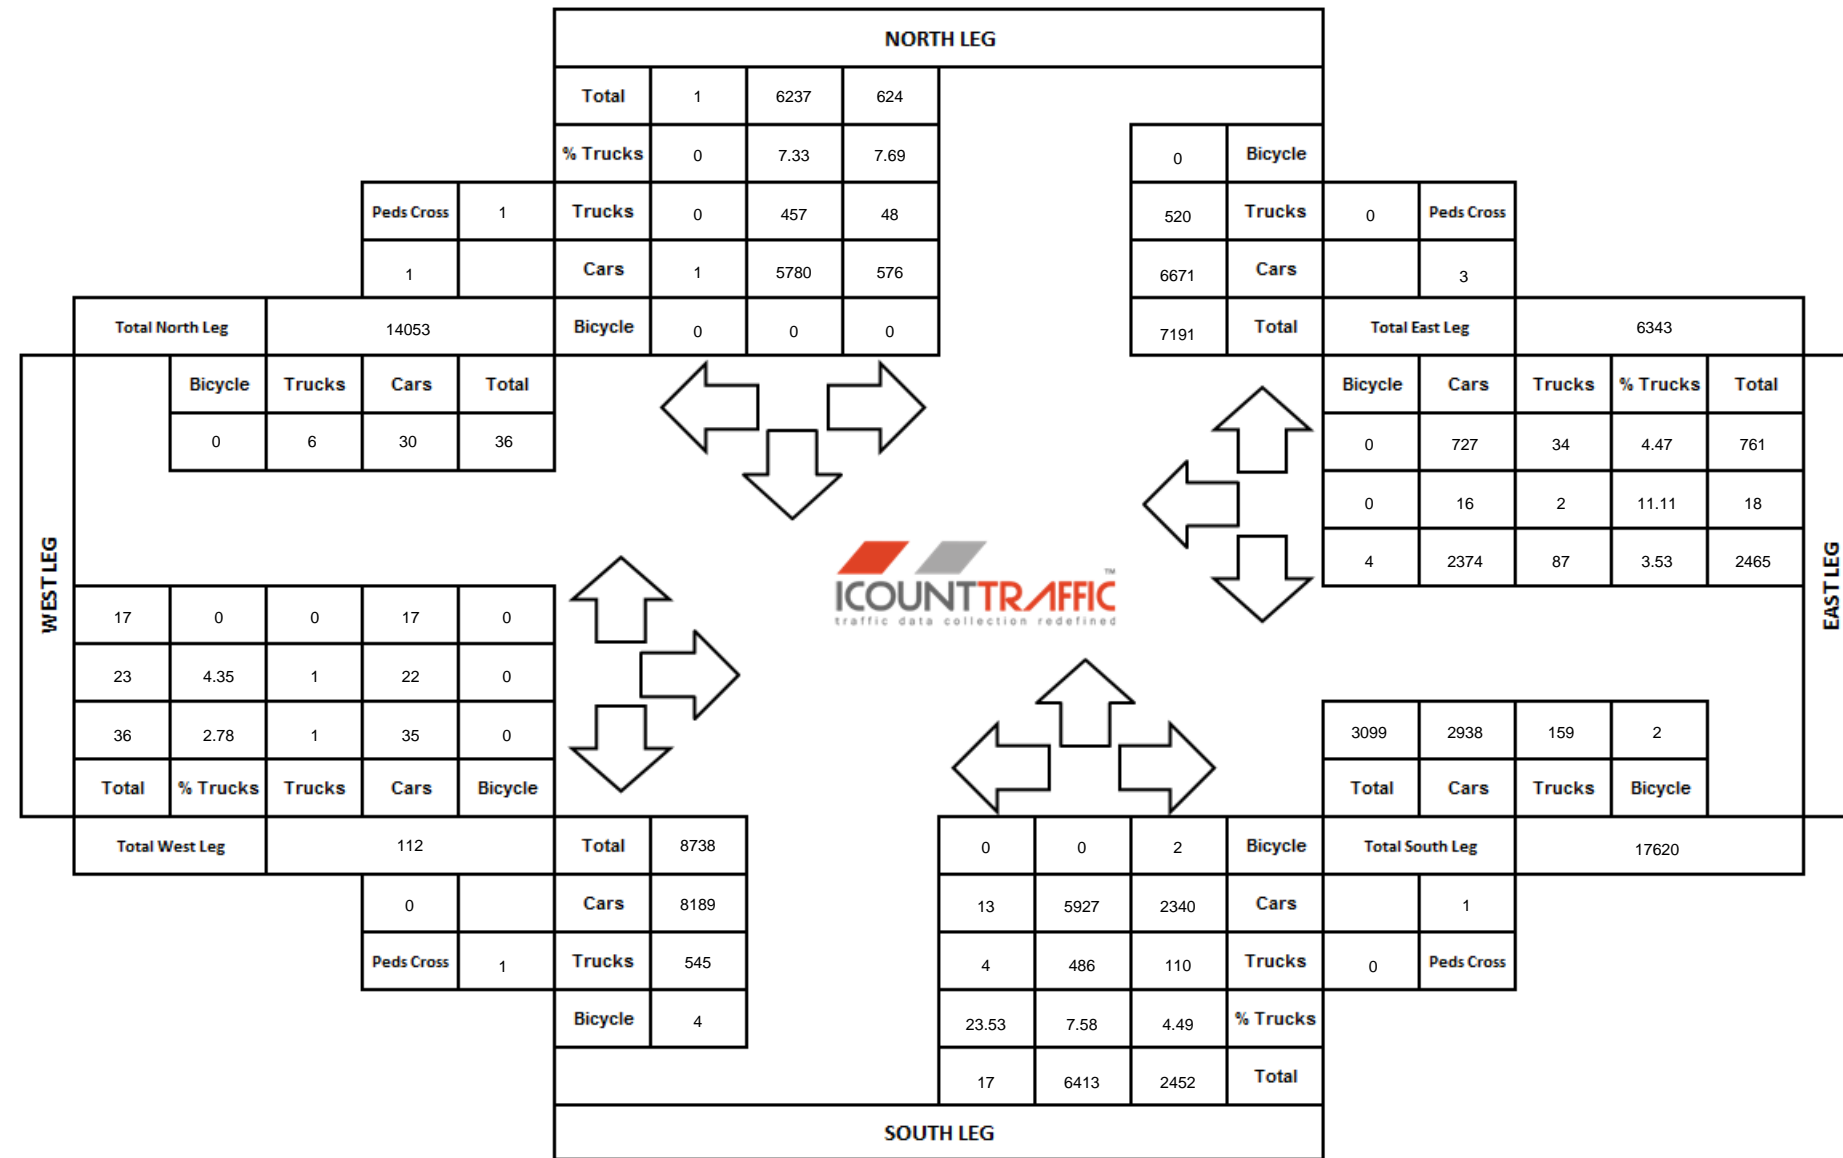 NORTH LEG
Total 1 6237 624
% Trucks 0 7.33 7.69
0 Bicycle
Peds Cross 1 Trucks 0 457 48
520 Trucks 0 Peds Cross
1 Cars 1 5780 576
6671 Cars 3
Total North Leg 14053 Bicycle 0 0 0
7191 Total Total East Leg 6343
Bicycle Trucks Cars Total
0 6 30 36
Bicycle Cars Trucks % Trucks Total
0 727 34 4.47 761
0 16 2 11.11 18
4 2374 87 3.53 2465
WEST LEG
EAST LEG
ICOUNTTRAFFIC™
traffic data collection redefined
17 0 0 17 0
23 4.35 1 22 0
36 2.78 1 35 0
Total % Trucks Trucks Cars Bicycle
3099 2938 159 2
Total Cars Trucks Bicycle
Total West Leg 112 Total 8738
0 0 2 Bicycle Total South Leg 17620
0 Cars 8189
13 5927 2340 Cars 1
Peds Cross 1 Trucks 545
4 486 110 Trucks 0 Peds Cross
Bicycle 4
23.53 7.58 4.49 % Trucks
17 6413 2452 Total
SOUTH LEG